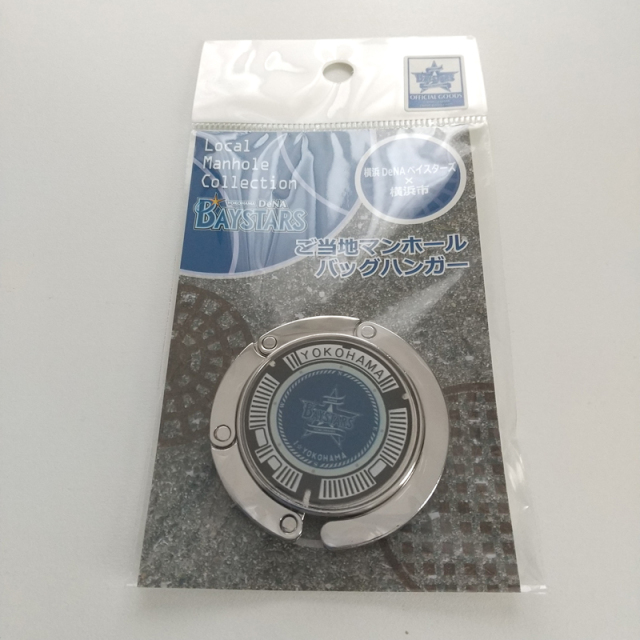 OFFICIAL GOODS
Local
Manhole
Collection
YOKOHAMA DeNA
BAYSTARS
横浜DeNAベイスターズ
×
横浜市
ご当地マンホール
バッグハンガー
YOKOHAMA
BAYSTARS
YOKOHAMA